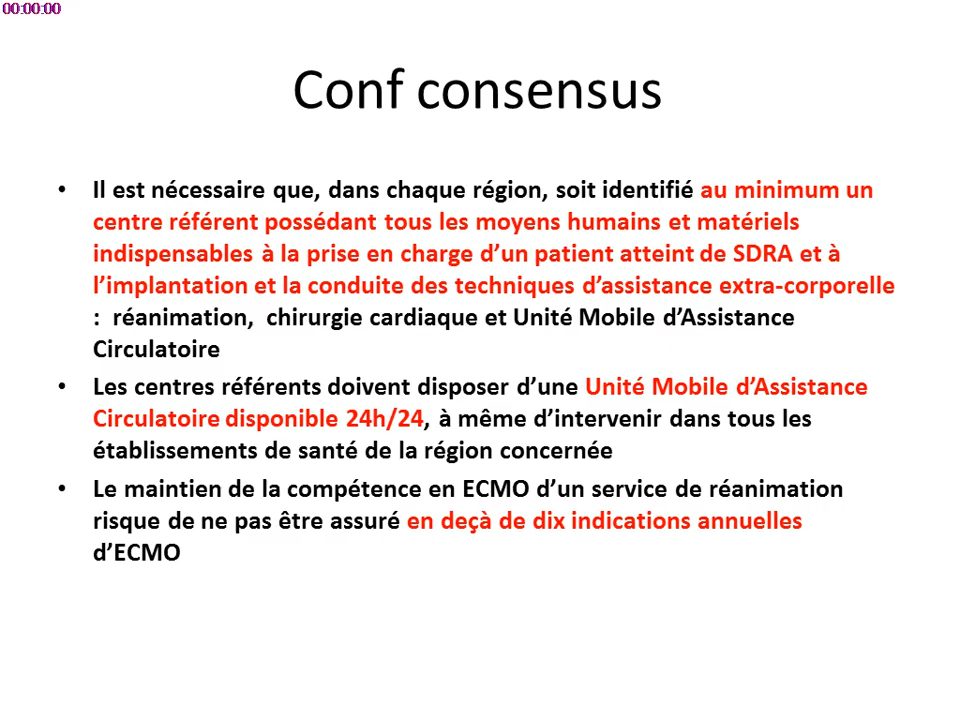 00:00:00
Conf consensus
• Il est nécessaire que, dans chaque région, soit identifié au minimum un
centre référent possédant tous les moyens humains et matériels
indispensables à la prise en charge d’un patient atteint de SDRA et à
l’implantation et la conduite des techniques d’assistance extra-corporelle
: réanimation, chirurgie cardiaque et Unité Mobile d’Assistance
Circulatoire
• Les centres référents doivent disposer d’une Unité Mobile d’Assistance
Circulatoire disponible 24h/24, à même d’intervenir dans tous les
établissements de santé de la région concernée
• Le maintien de la compétence en ECMO d’un service de réanimation
risque de ne pas être assuré en deçà de dix indications annuelles
d’ECMO